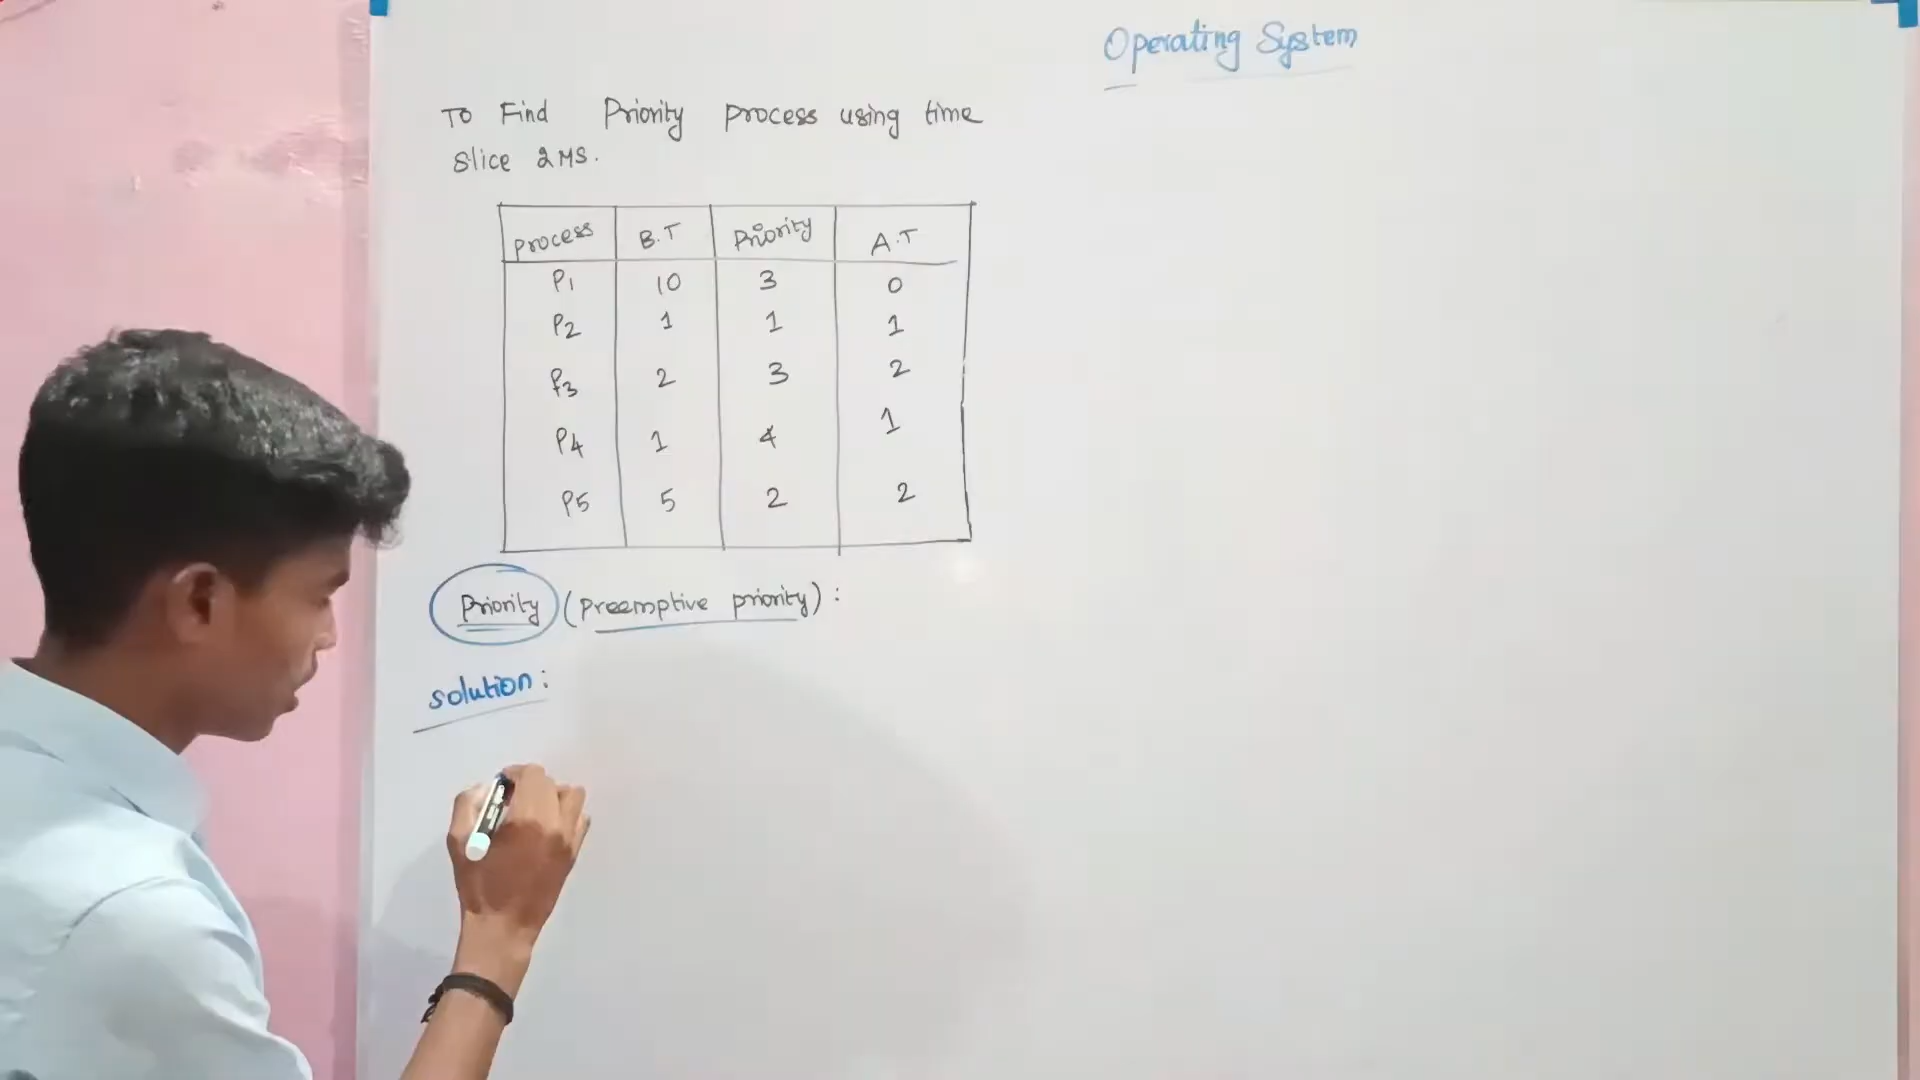 Operating System
To Find Priority process using time
Slice 2MS.
process B.T Priority A.T
P1 10 3 0
P2 1 1 1
P3 2 3 2
P4 1 4 1
P5 5 2 2
Priority (preemptive priority) :
solution: